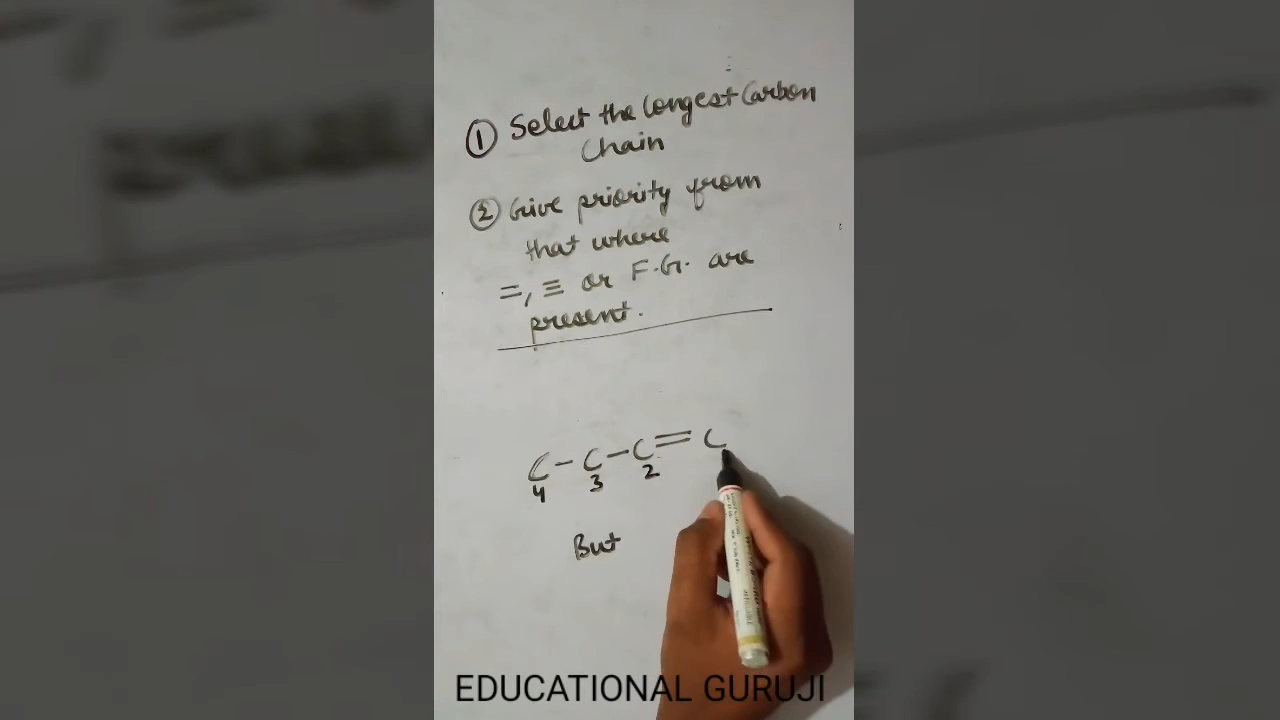 ① Select the longest Carbon
Chain
② Give priority from
that where
=, ≡ or F.G. are
present.
C - C - C = C
4 3 2
But
EDUCATIONAL GURUJI